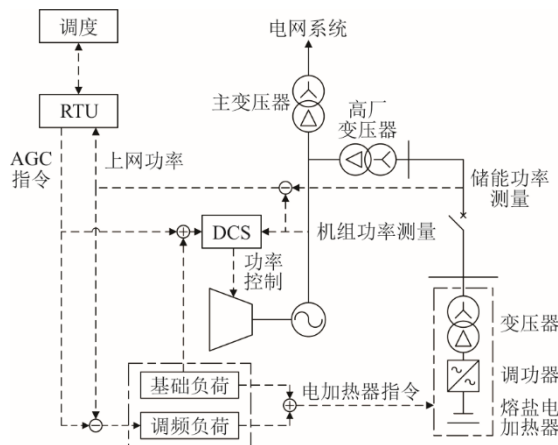 调度
电网系统
RTU
主变压器
高厂
变压器
AGC
指令
上网功率
储能功率
测量
DCS
机组功率测量
功率
控制
变压器
基础负荷
电加热器指令
调功器
调频负荷
熔盐电
加热器